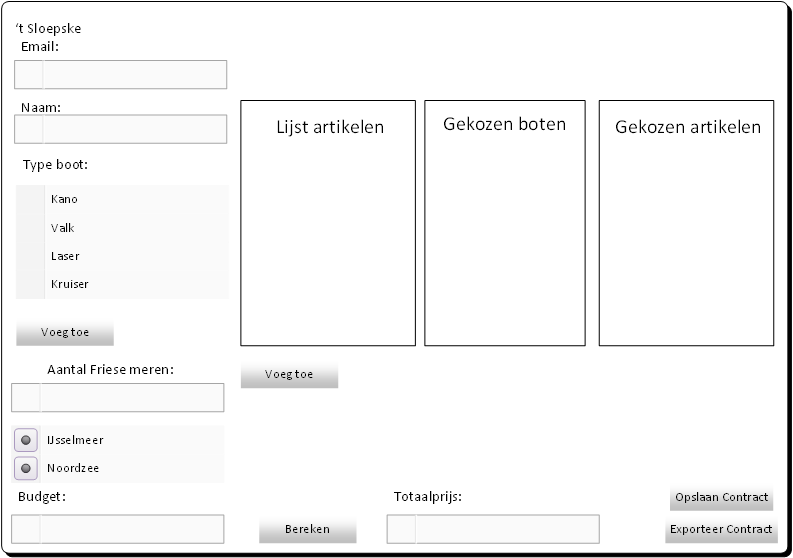 't Sloepske
Email:
Naam:
Type boot:
Kano
Valk
Laser
Kruiser
Voeg toe
Lijst artikelen
Gekozen boten
Gekozen artikelen
Voeg toe
Aantal Friese meren:
IJsselmeer
Noordzee
Budget:
Bereken
Totaalprijs:
Opslaan Contract
Exporteer Contract